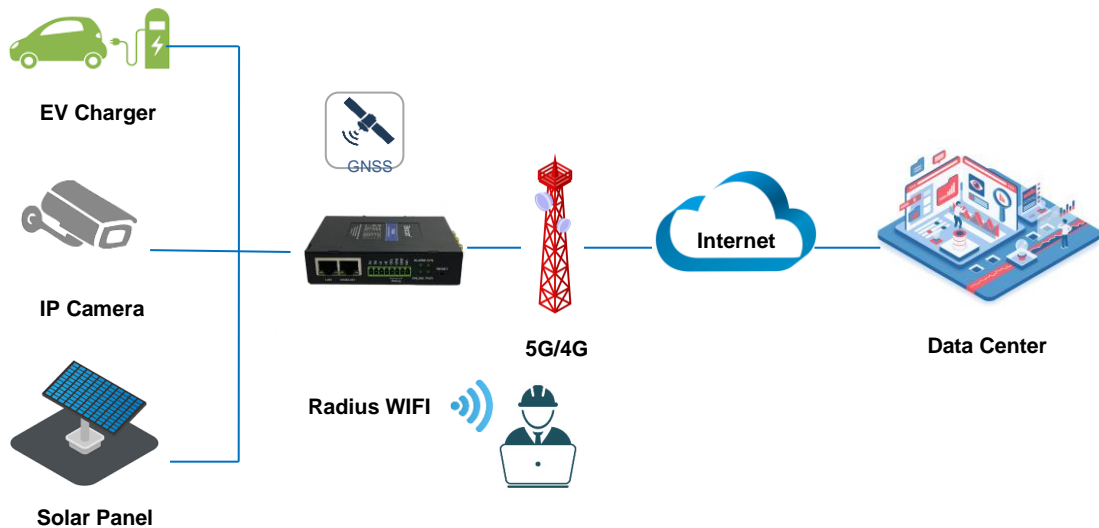 EV Charger
GNSS
IP Camera
Internet
5G/4G
Data Center
Radius WIFI
Solar Panel